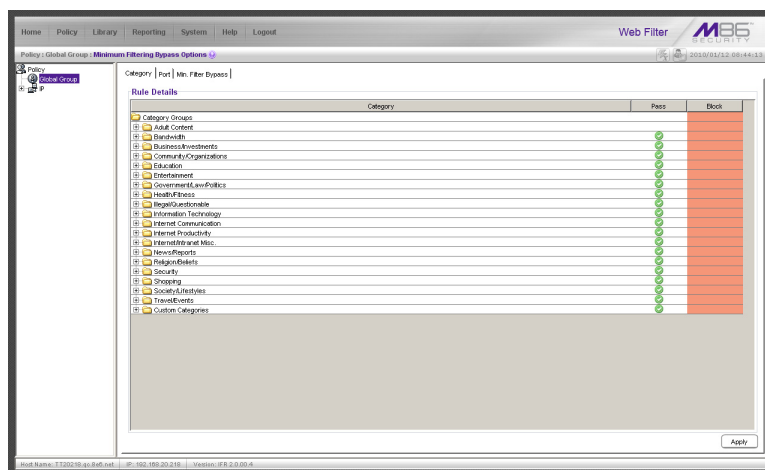 Home | Policy | Library | Reporting | System | Help | Logout
Web Filter
M86 SECURITY
Policy : Global Group : Minimum Filtering Bypass Options
2010/01/12 08:44:13
Policy
Global Group
IP
Category | Port | Min. Filter Bypass
Rule Details
Category Pass Block
Category Groups
Adult Content
Bandwidth
Business/Investments
Community/Organizations
Education
Entertainment
Government/Law/Politics
Health/Fitness
Illegal/Questionable
Information Technology
Internet Communication
Internet Productivity
Internet/Intranet Misc.
News/Reports
Religion/Beliefs
Security
Shopping
Society/Lifestyles
Travel/Events
Custom Categories
Apply
Host Name: TT20218.qc.8e6.net IP: 192.168.20.218 Version: IFR 2.0.00.4